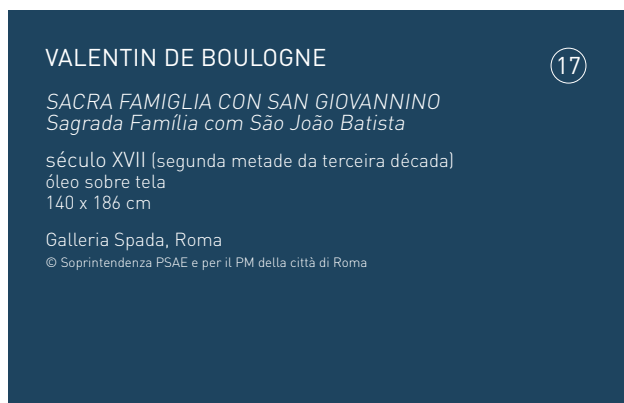 VALENTIN DE BOULOGNE
17
SACRA FAMIGLIA CON SAN GIOVANNINO
Sagrada Família com São João Batista
século XVII (segunda metade da terceira década)
óleo sobre tela
140 x 186 cm
Galleria Spada, Roma
© Soprintendenza PSAE e per il PM della città di Roma